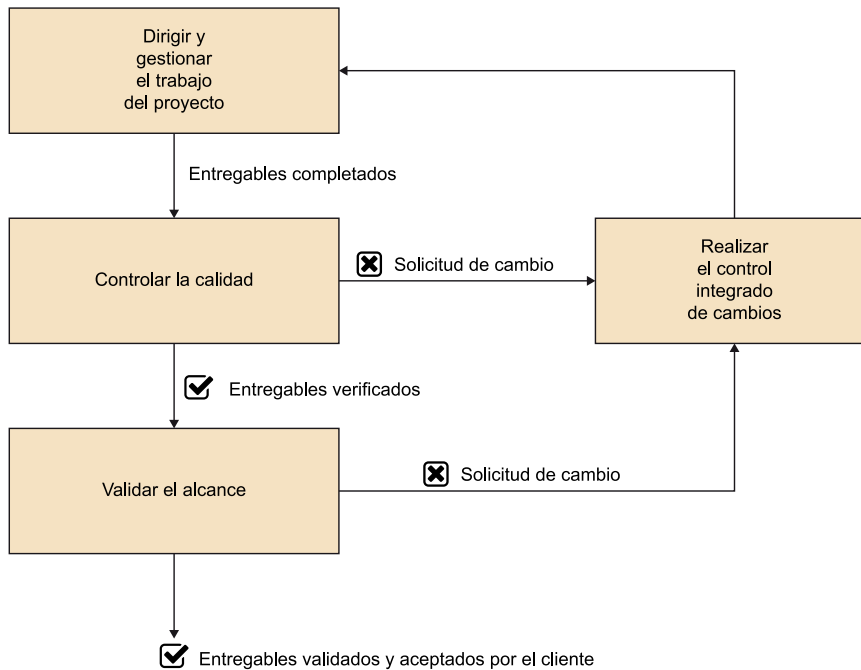 Dirigir y
gestionar
el trabajo
del proyecto
Entregables completados
Controlar la calidad
Solicitud de cambio
Realizar
el control
integrado
de cambios
Entregables verificados
Validar el alcance
Solicitud de cambio
Entregables validados y aceptados por el cliente